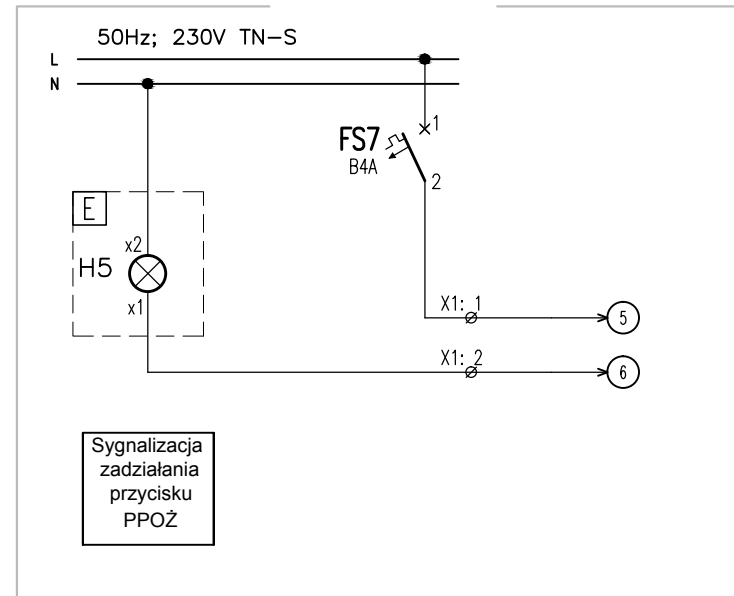 50Hz; 230V TN-S
L
N
1
FS7
B4A
2
E
x2
H5
x1
X1: 1
5
X1: 2
6
Sygnalizacja
zadziałania
przycisku
PPOŻ